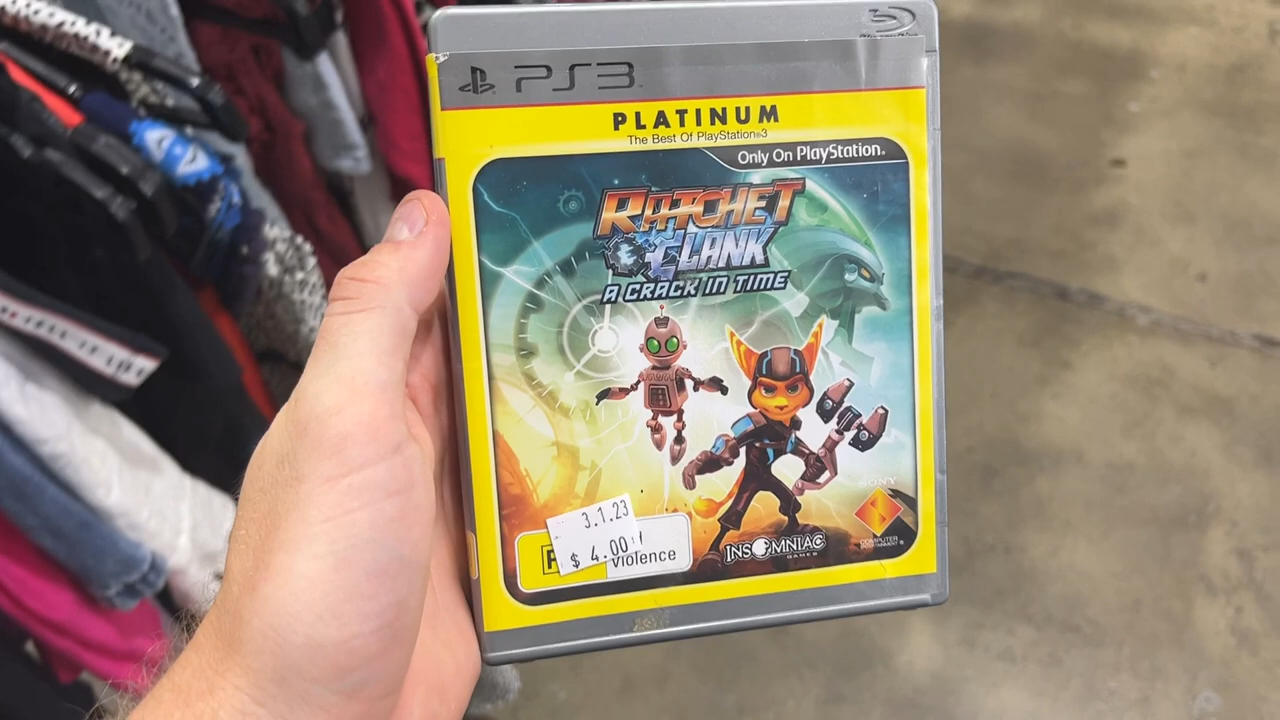 PS3
PLATINUM
The Best Of PlayStation®3
Only On PlayStation®
RATCHET
CLANK
A CRACK IN TIME
SONY
COMPUTER
ENTERTAINMENT®
3.1.23
$ 4.00
P
violence
INSOMNIAC
GAMES